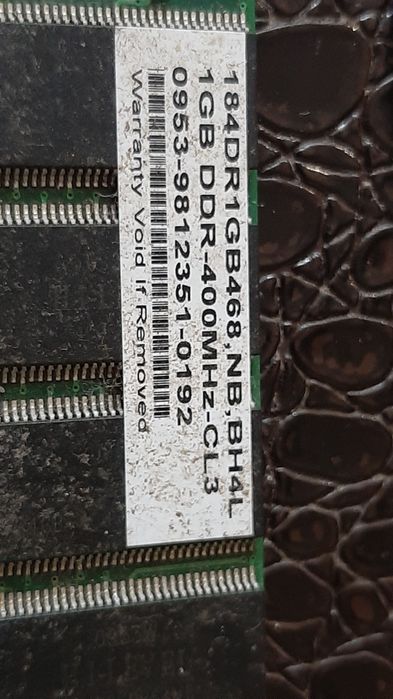 184DR1GB468,NB,BH4L
1GB DDR-400MHz-CL3
0953-9812351-0192
Warranty Void If Removed